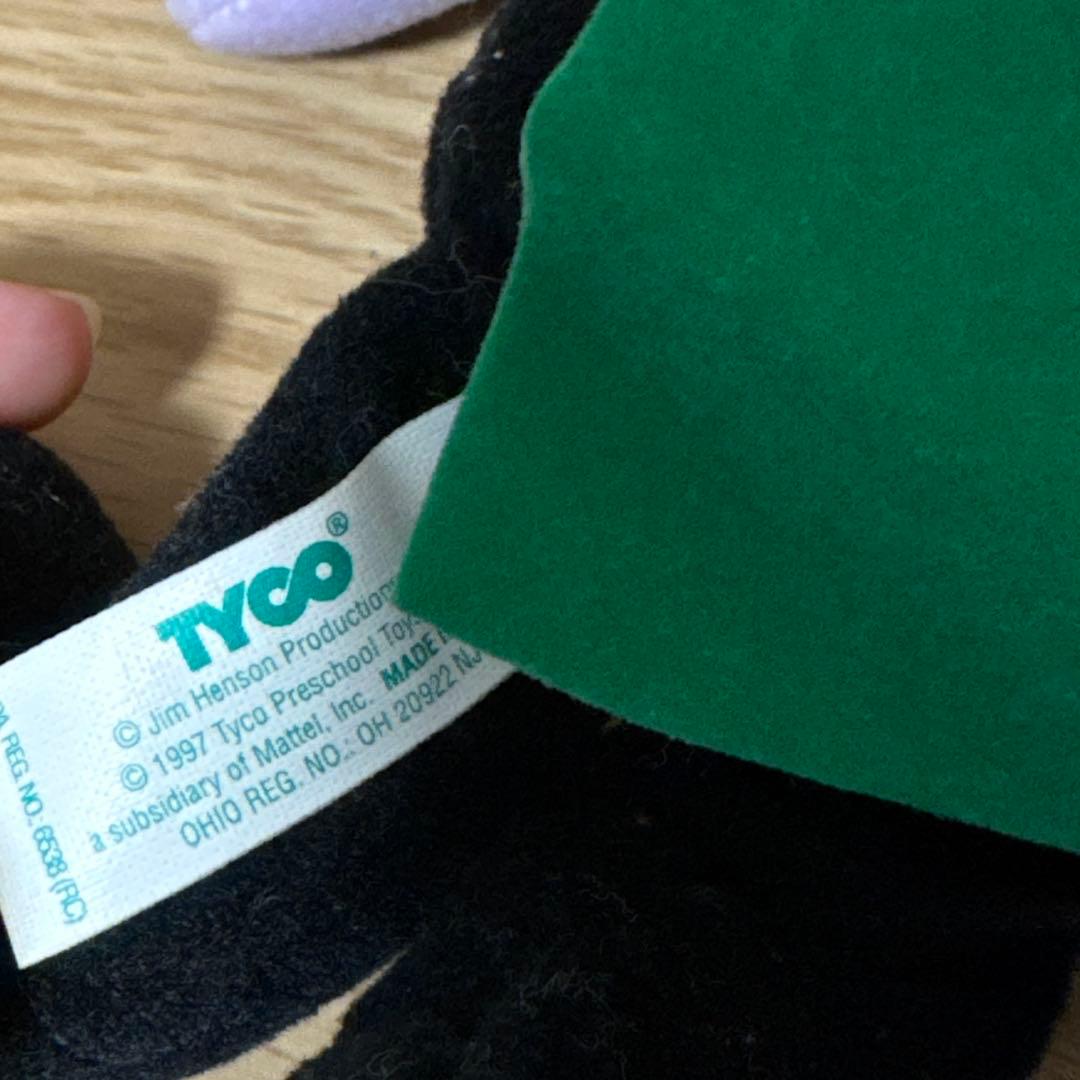 TYCO®
© Jim Henson Productions
© 1997 Tyco Preschool Toys
a subsidiary of Mattel, Inc. MADE
OHIO REG. NO.: OH 20922 NJ
REG. NO.: 6538 (RC)